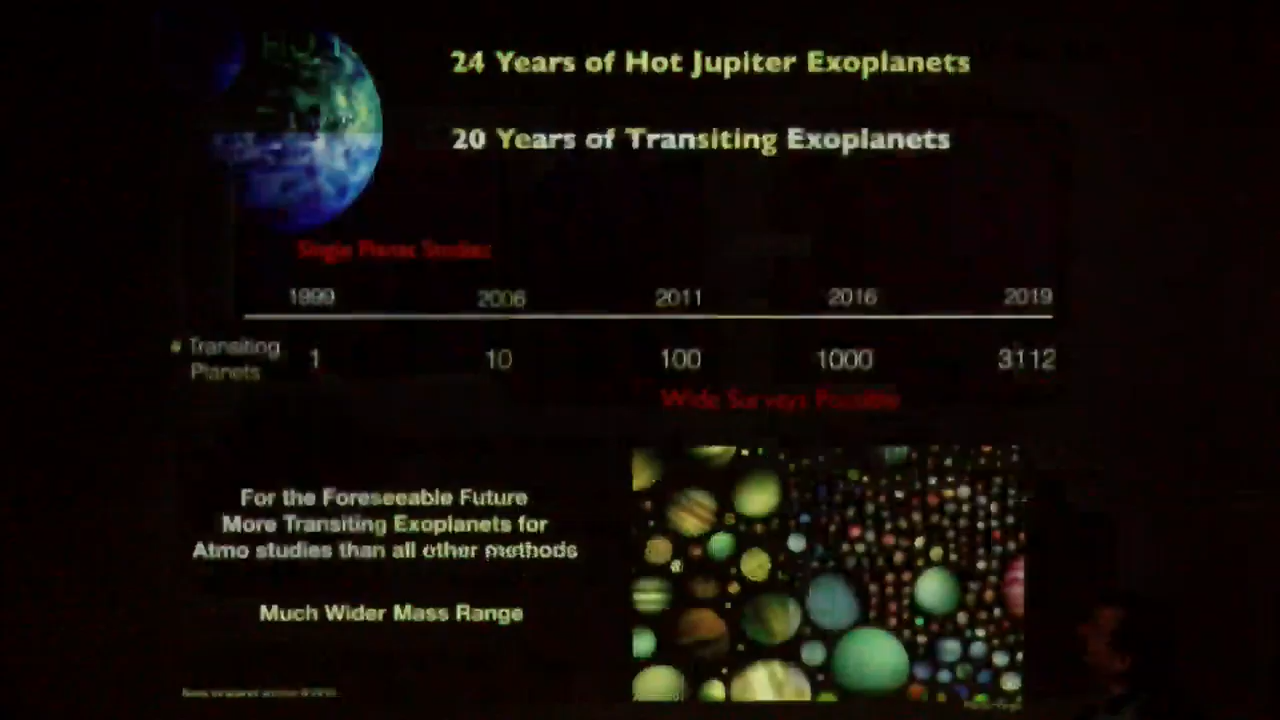 24 Years of Hot Jupiter Exoplanets
20 Years of Transiting Exoplanets
Single Planet Studies
1999 2006 2011 2016 2019
# Transiting
Planets
1 10 100 1000 3112
Wide Surveys Possible
For the Foreseeable Future
More Transiting Exoplanets for
Atmo studies than all other methods
Much Wider Mass Range